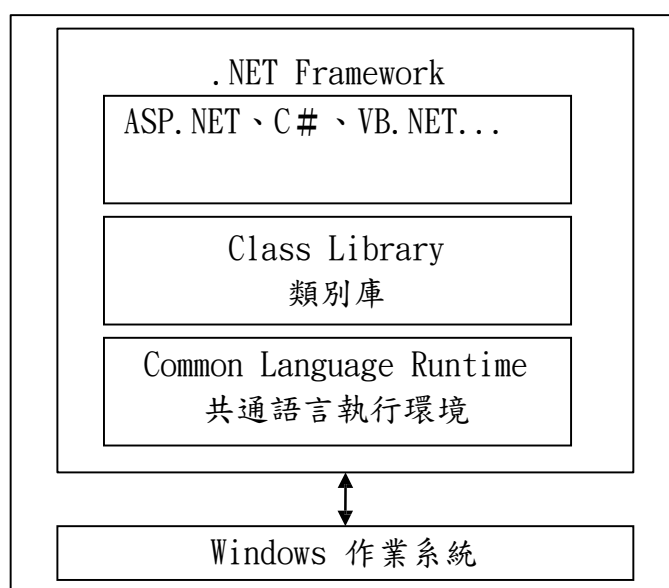 .NET Framework
ASP.NET、C＃、VB.NET...
Class Library
類別庫
Common Language Runtime
共通語言執行環境
Windows 作業系統